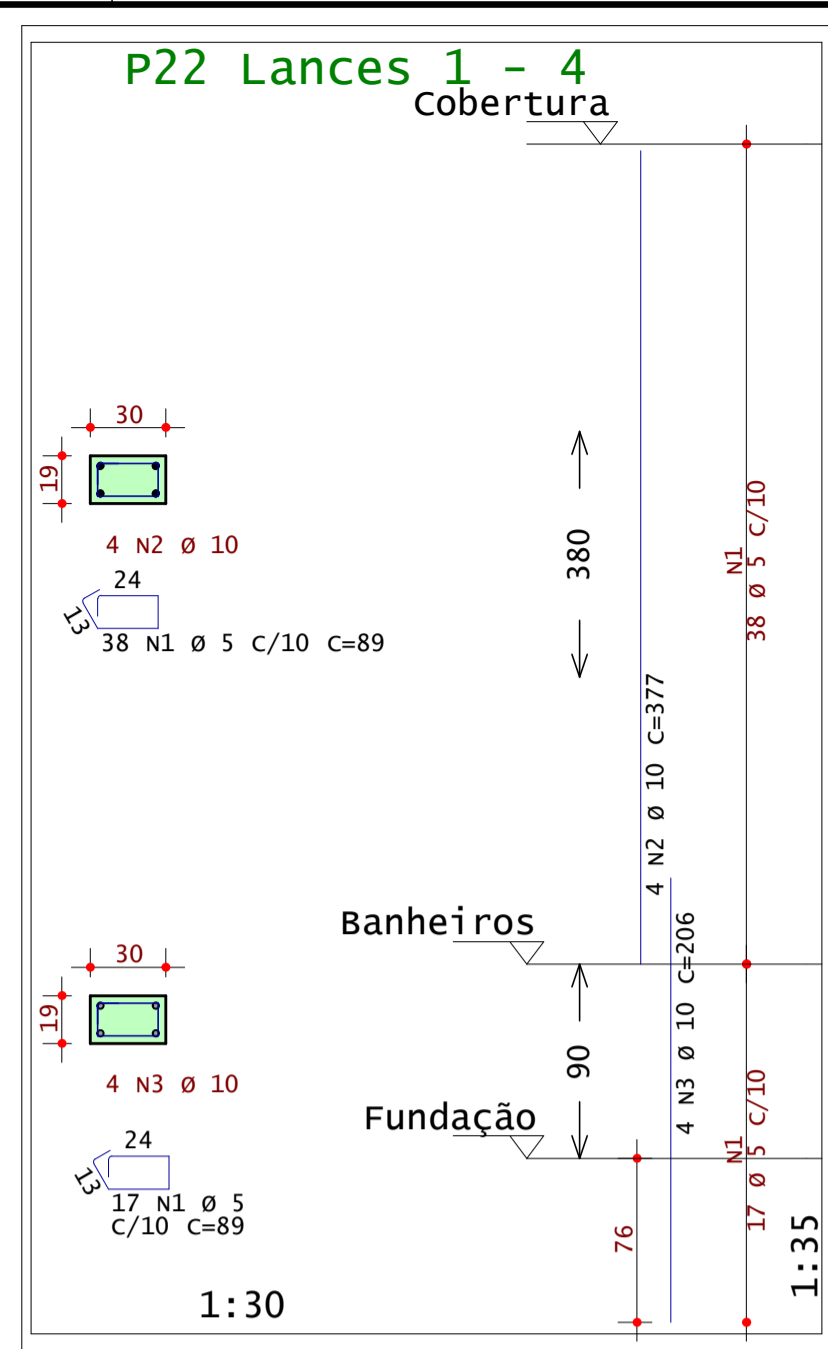 P22 Lances 1 - 4
Cobertura
30
19
4 N2 Ø 10
24
13
38 N1 Ø 5 C/10 C=89
380
4 N2 Ø 10 C=377
N1
38 Ø 5 C/10
Banheiros
30
19
4 N3 Ø 10
24
13
17 N1 Ø 5
C/10 C=89
90
Fundação
4 N3 Ø 10 C=206
N1
17 Ø 5 C/10
76
1:30
1:35